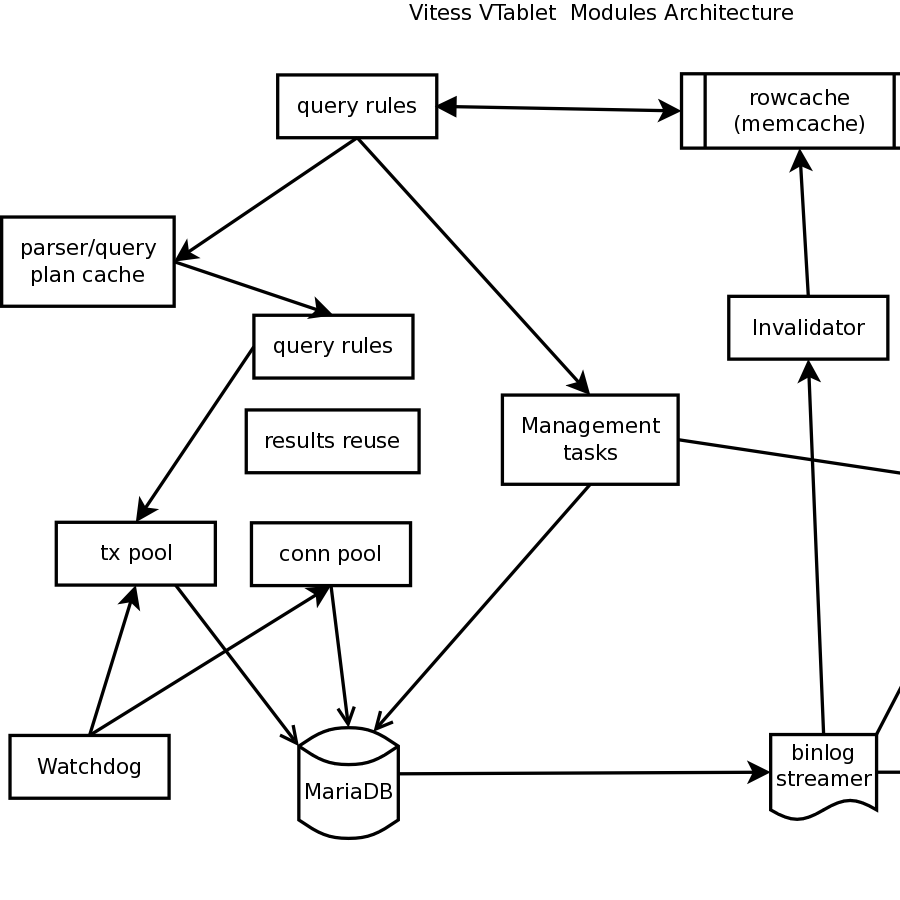 Vitess VTablet  Modules Architecture
query rules
rowcache
(memcache)
parser/query
plan cache
Invalidator
query rules
results reuse
Management
tasks
tx pool
conn pool
Watchdog
MariaDB
binlog
streamer